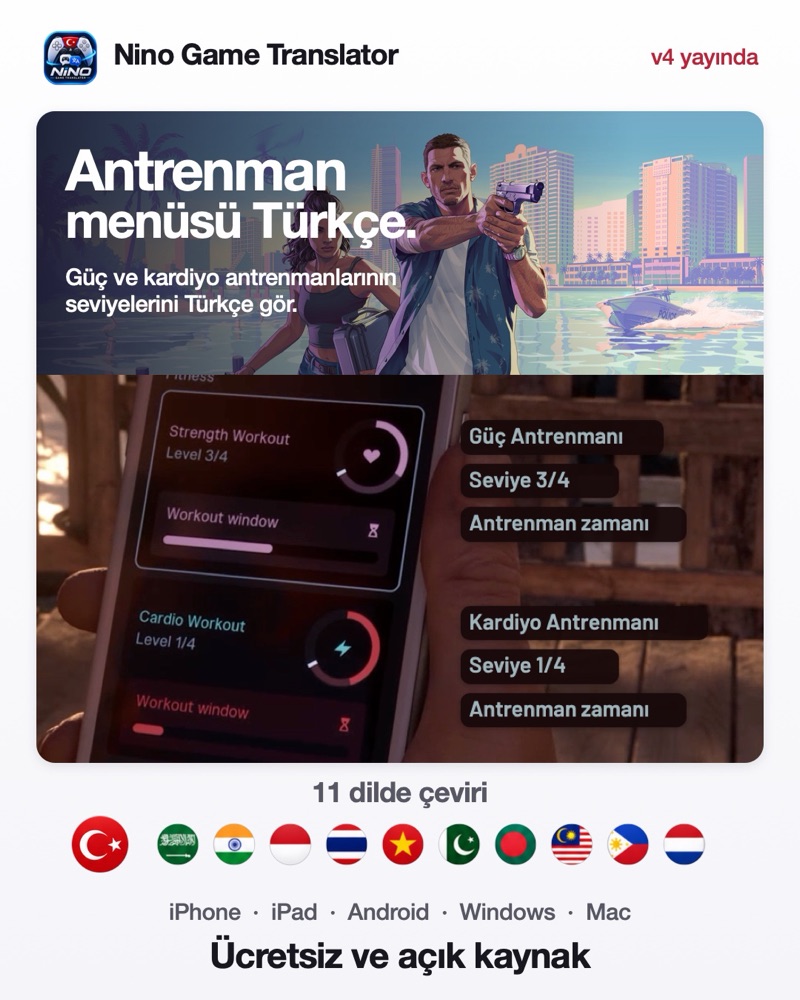 NiNO
Nino Game Translator
v4 yayında
Antrenman
menüsü Türkçe.
Güç ve kardiyo antrenmanlarının
seviyelerini Türkçe gör.
POLICE
Fitness
Strength Workout
Level 3/4
Workout window
Cardio Workout
Level 1/4
Workout window
Güç Antrenmanı
Seviye 3/4
Antrenman zamanı
Kardiyo Antrenmanı
Seviye 1/4
Antrenman zamanı
11 dilde çeviri
iPhone · iPad · Android · Windows · Mac
Ücretsiz ve açık kaynak